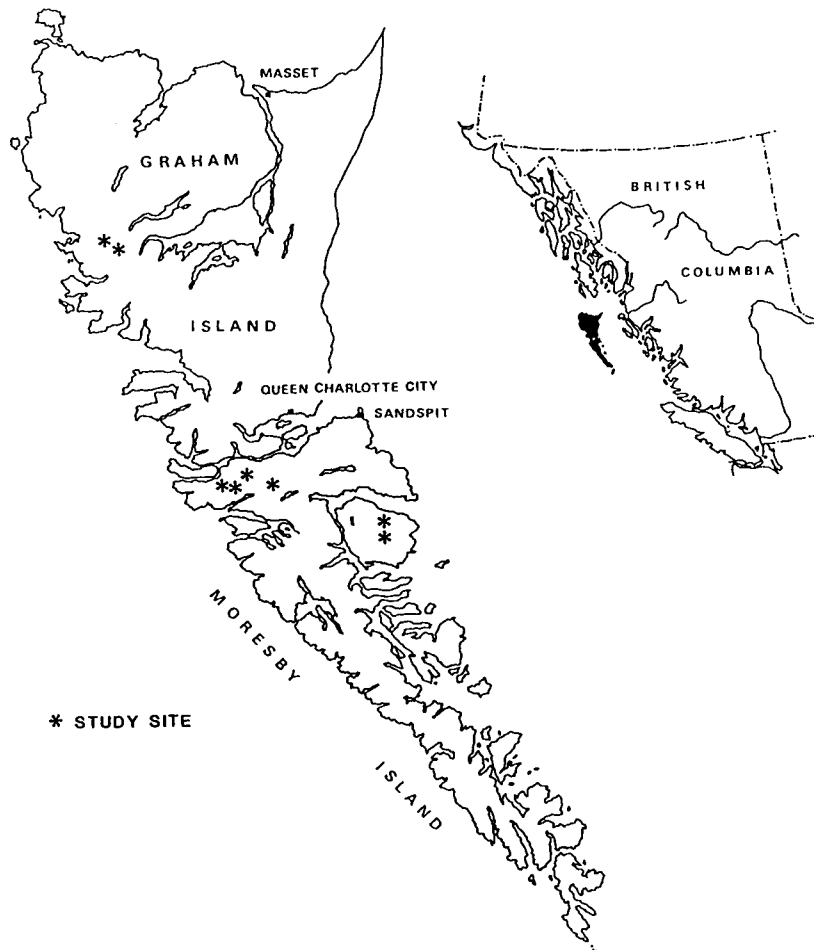 MASSET
GRAHAM
ISLAND
QUEEN CHARLOTTE CITY
SANDSPIT
MORESBY
ISLAND
* STUDY SITE
BRITISH
COLUMBIA